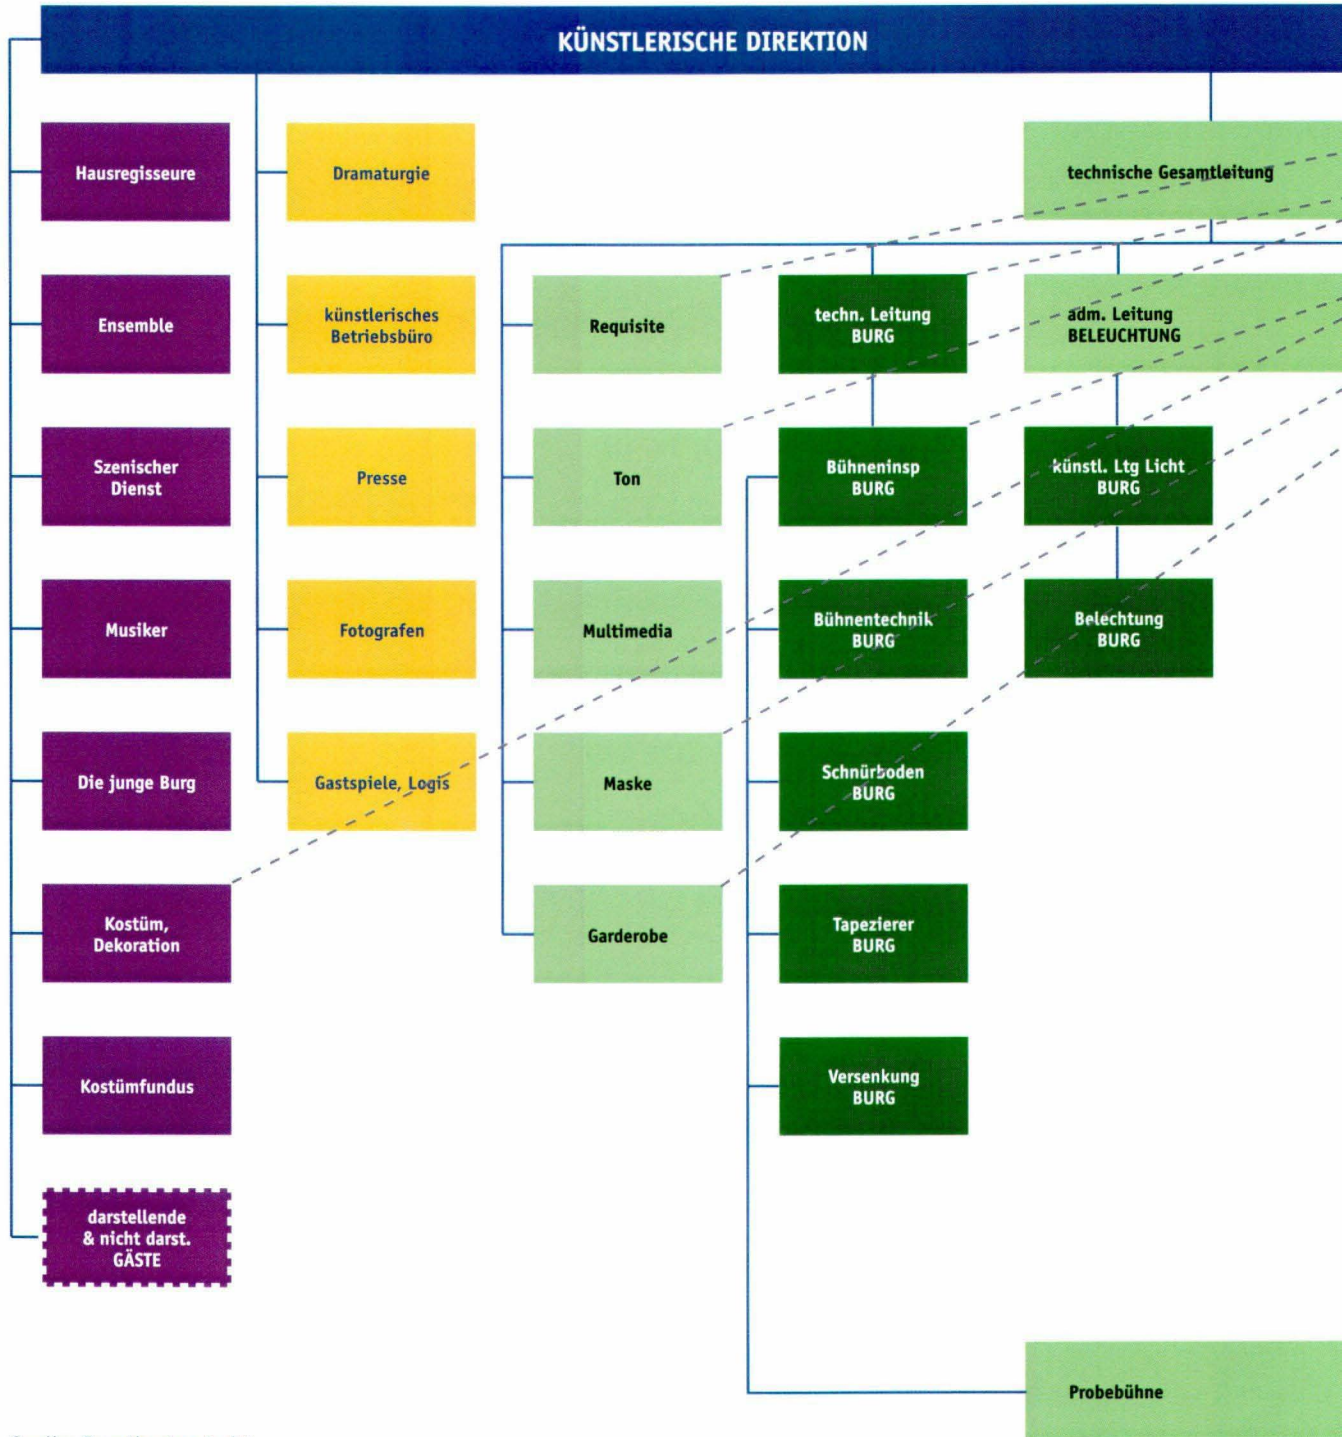 KÜNSTLERISCHE DIREKTION
Hausregisseure
Dramaturgie
technische Gesamtleitung
Ensemble
künstlerisches
Betriebsbüro
Requisite
techn. Leitung
BURG
adm. Leitung
BELEUCHTUNG
Szenischer
Dienst
Presse
Ton
Bühneninsp
BURG
künstl. Ltg Licht
BURG
Musiker
Fotografen
Multimedia
Bühnentechnik
BURG
Belechtung
BURG
Die junge Burg
Gastspiele, Logis
Maske
Schnürboden
BURG
Kostüm,
Dekoration
Garderobe
Tapezierer
BURG
Kostümfundus
Versenkung
BURG
darstellende
& nicht darst.
GÄSTE
Probebühne